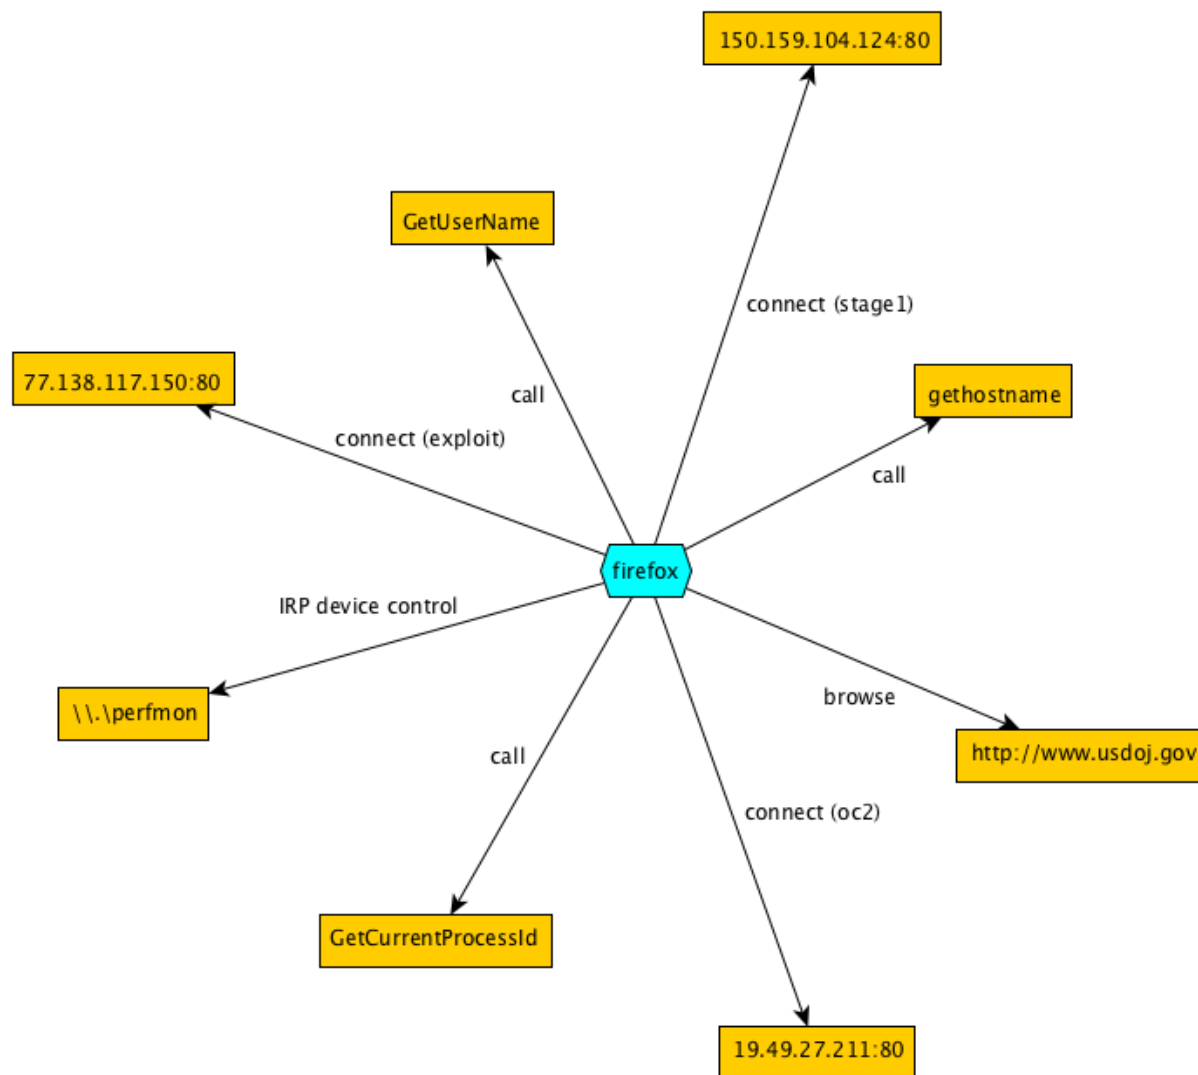 150.159.104.124:80
GetUserName
connect (stage1)
77.138.117.150:80
call
gethostname
connect (exploit)
call
firefox
IRP device control
browse
\\.\perfmon
http://www.usdoj.gov
call
connect (oc2)
GetCurrentProcessId
19.49.27.211:80